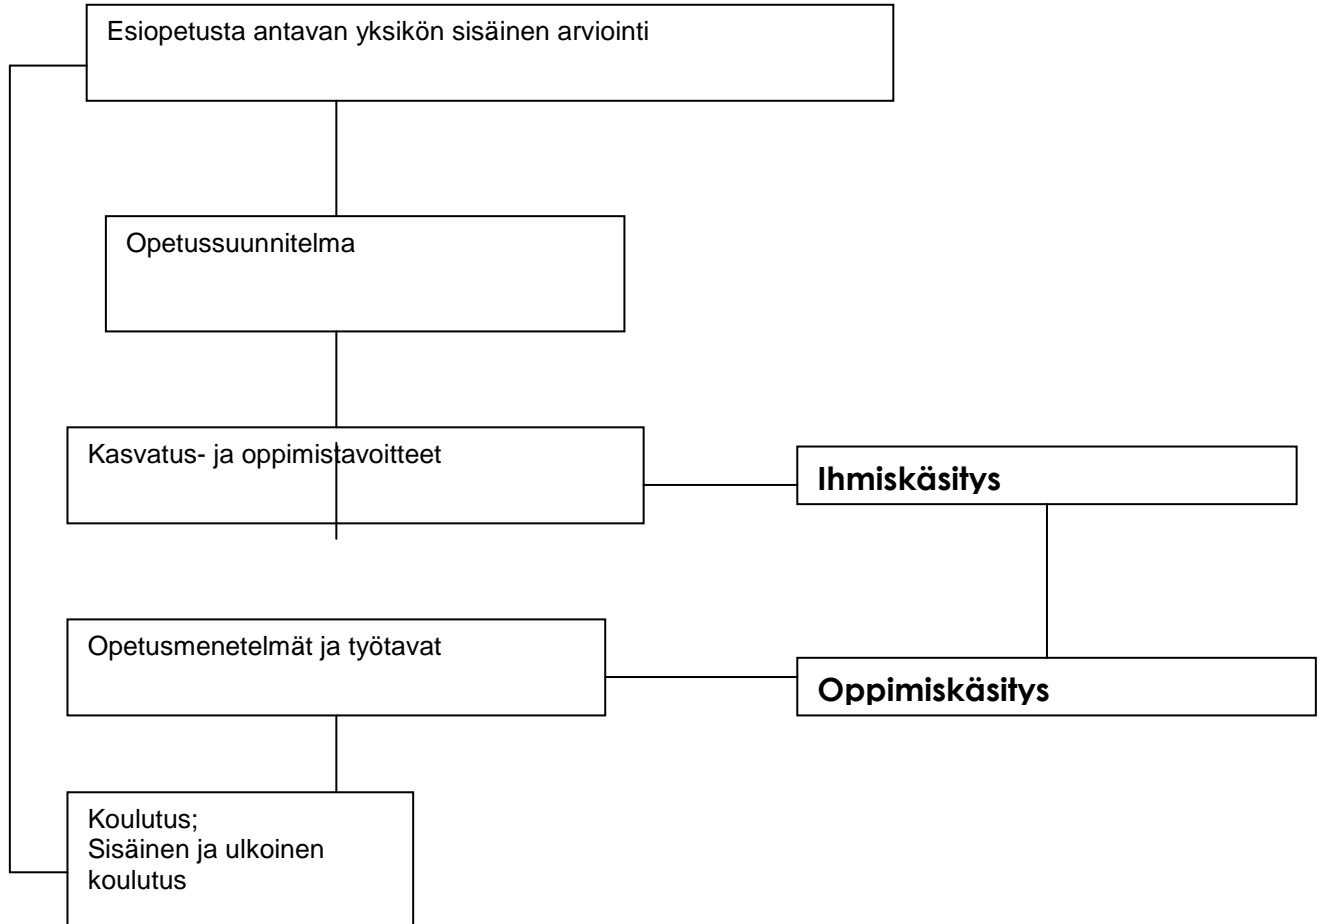 Esiopetusta antavan yksikön sisäinen arviointi
Opetussuunnitelma
Kasvatus- ja oppimistavoitteet
Ihmiskäsitys
Opetusmenetelmät ja työtavat
Oppimiskäsitys
Koulutus;
Sisäinen ja ulkoinen
koulutus